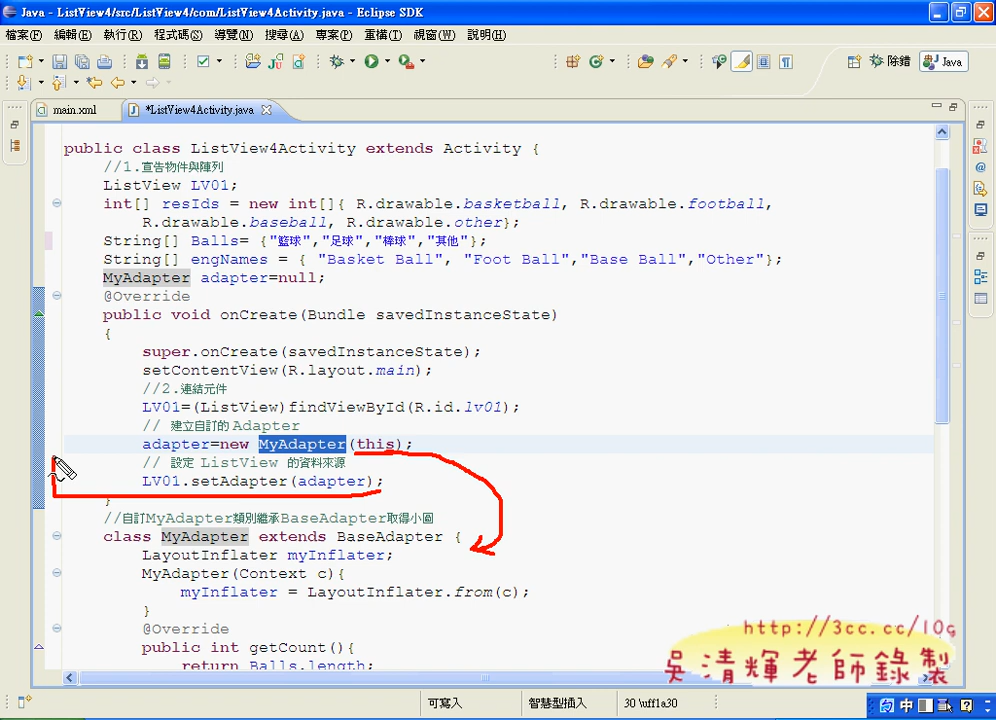 Java - ListView4/src/ListView4/com/ListView4Activity.java - Eclipse SDK
檔案(F) 編輯(E) 執行(R) 程式碼(S) 導覽(N) 搜尋(A) 專案(P) 重構(T) 視窗(W) 說明(H)
除錯 Java
main.xml *ListView4Activity.java
public class ListView4Activity extends Activity {
//1.宣告物件與陣列
ListView LV01;
int[] resIds = new int[]{ R.drawable.basketball, R.drawable.football,
R.drawable.baseball, R.drawable.other};
String[] Balls= {"籃球","足球","棒球","其他"};
String[] engNames = { "Basket Ball", "Foot Ball","Base Ball","Other"};
MyAdapter adapter=null;
@Override
public void onCreate(Bundle savedInstanceState)
{
super.onCreate(savedInstanceState);
setContentView(R.layout.main);
//2.連結元件
LV01=(ListView)findViewById(R.id.lv01);
// 建立自訂的 Adapter
adapter=new MyAdapter(this);
// 設定 ListView 的資料來源
LV01.setAdapter(adapter);
}
//自訂MyAdapter類別繼承BaseAdapter取得小圖
class MyAdapter extends BaseAdapter {
LayoutInflater myInflater;
MyAdapter(Context c){
myInflater = LayoutInflater.from(c);
}
@Override
public int getCount(){
return Balls.length;
http://3cc.cc/10g
吳清輝老師錄製
可寫入 智慧型插入 30 \uff1a30
中